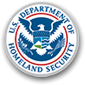 U.S. DEPARTMENT OF
HOMELAND SECURITY